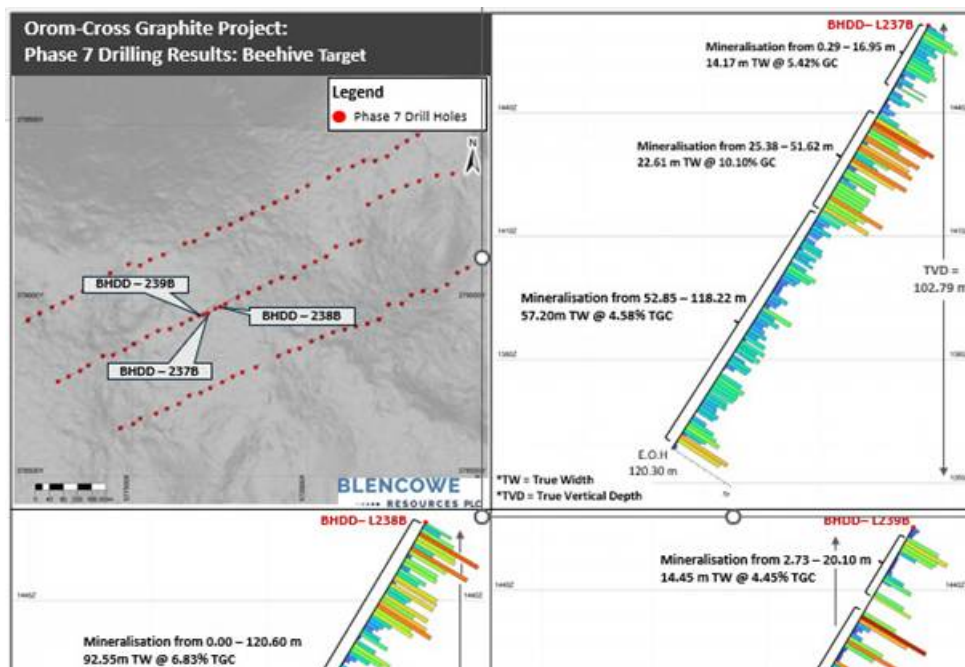 Orom-Cross Graphite Project:
Phase 7 Drilling Results: Beehive Target
Legend
Phase 7 Drill Holes
N
BHDD – 239B
BHDD – 238B
BHDD – 237B
BLENCOWE
RESOURCES PLC
BHDD– L237B
Mineralisation from 0.29 – 16.95 m
14.17 m TW @ 5.42% GC
1440Z
Mineralisation from 25.38 – 51.62 m
22.61 m TW @ 10.10% GC
1410Z
TVD =
102.79 m
Mineralisation from 52.85 – 118.22 m
57.20m TW @ 4.58% TGC
1380Z
E.O.H
120.30 m
*TW = True Width
*TVD = True Vertical Depth
BHDD– L238B
1440Z
Mineralisation from 0.00 – 120.60 m
92.55m TW @ 6.83% TGC
BHDD– L239B
Mineralisation from 2.73 – 20.10 m
14.45 m TW @ 4.45% TGC
1440Z